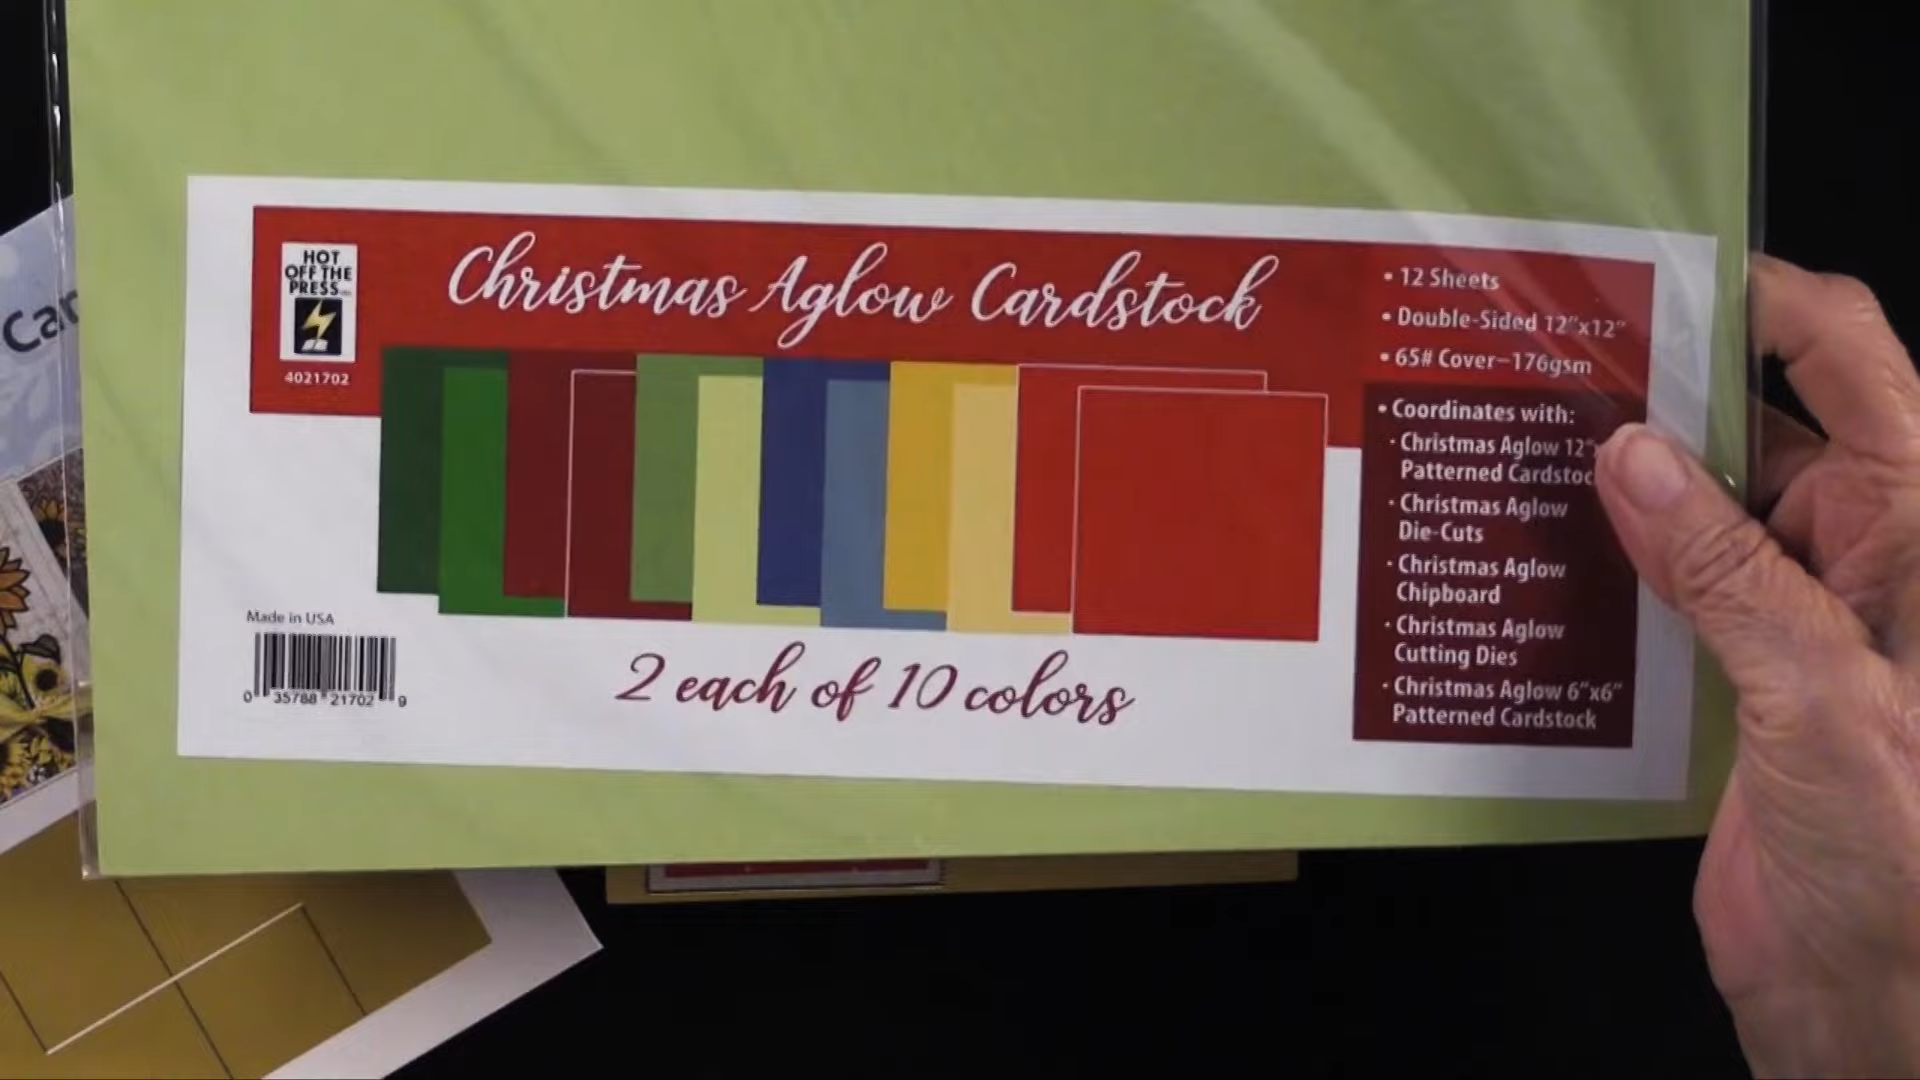 HOT
OFF THE
PRESS
4021702
Christmas Aglow Cardstock
• 12 Sheets
• Double-Sided 12"x12"
• 65# Cover–176gsm
• Coordinates with:
· Christmas Aglow 12"
Patterned Cardstoc
· Christmas Aglow
Die-Cuts
· Christmas Aglow
Chipboard
· Christmas Aglow
Cutting Dies
· Christmas Aglow 6"x6"
Patterned Cardstock
Made in USA
0 35788 21702 9
2 each of 10 colors
Car